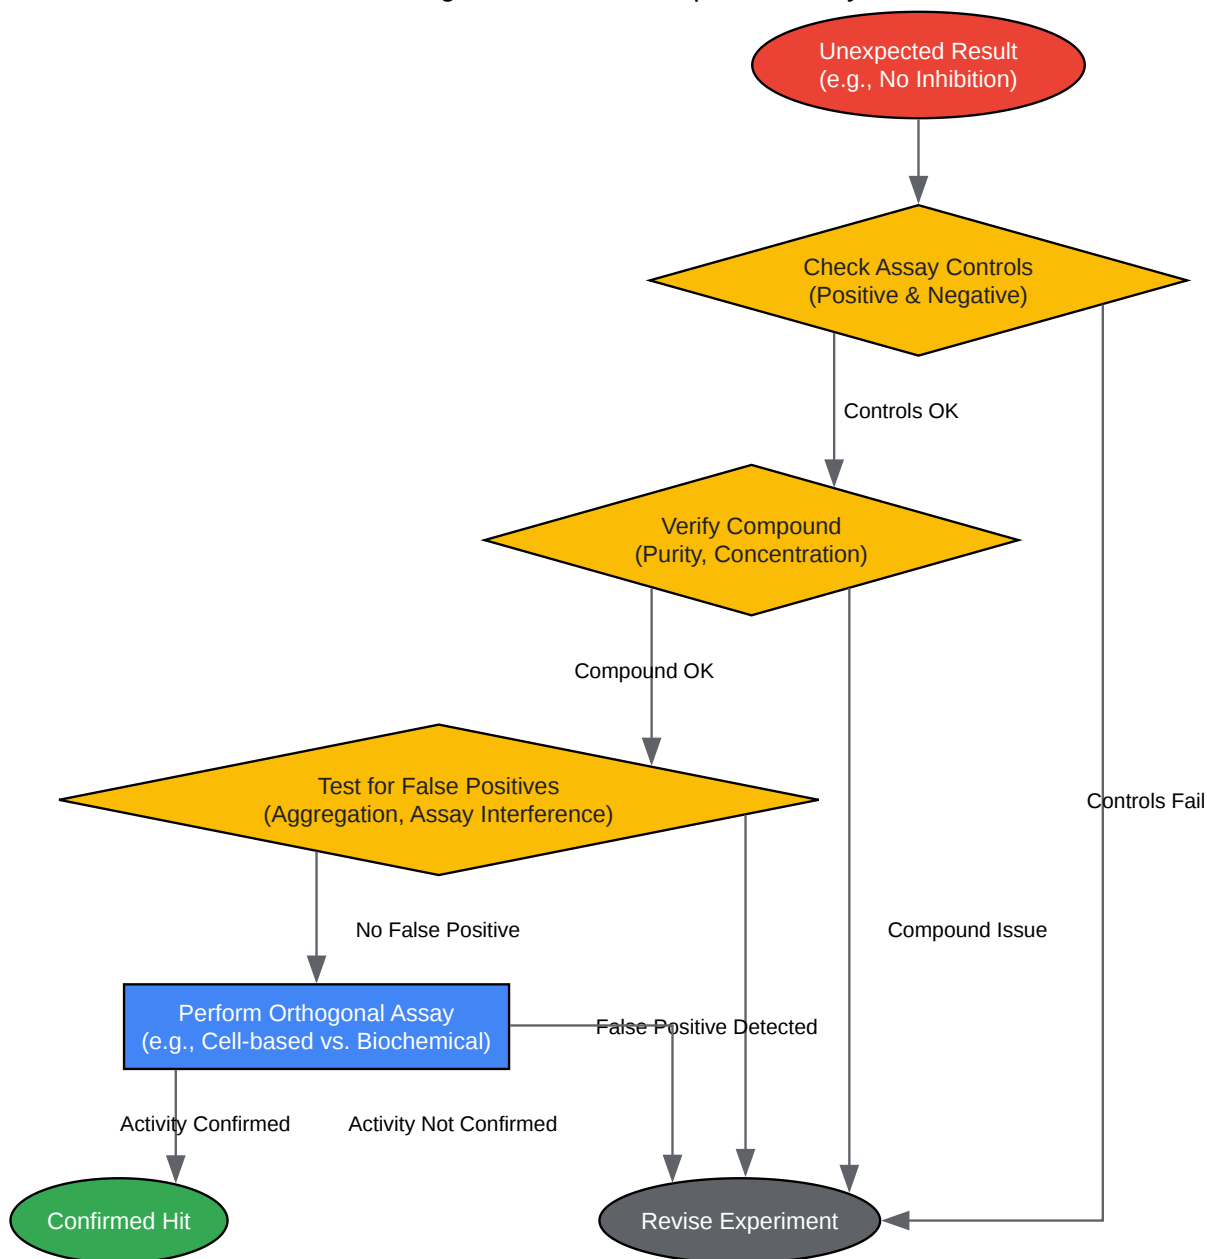 Unexpected Result
(e.g., No Inhibition)
Check Assay Controls
(Positive & Negative)
Controls OK
Verify Compound
(Purity, Concentration)
Compound OK
Test for False Positives
(Aggregation, Assay Interference)
Controls Fail
No False Positive
Compound Issue
Perform Orthogonal Assay
(e.g., Cell-based vs. Biochemical)
False Positive Detected
Activity Confirmed
Activity Not Confirmed
Confirmed Hit
Revise Experiment